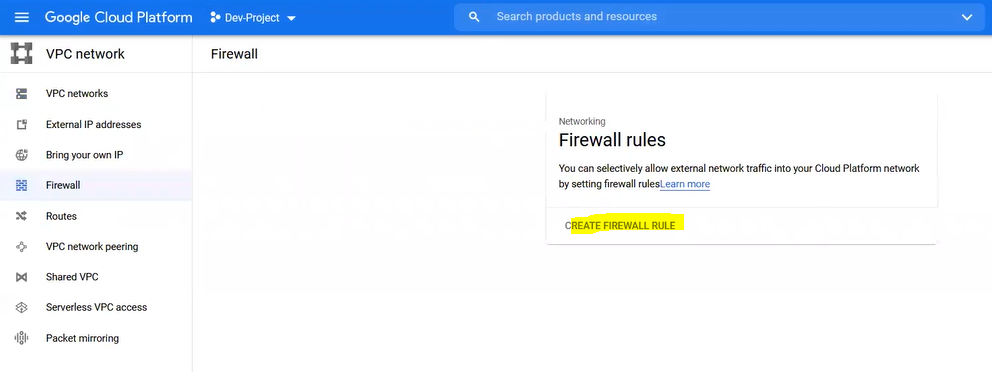 Google Cloud Platform
Dev-Project
Search products and resources
VPC network
Firewall
VPC networks
External IP addresses
Bring your own IP
Firewall
Routes
VPC network peering
Shared VPC
Serverless VPC access
Packet mirroring
Networking
Firewall rules
You can selectively allow external network traffic into your Cloud Platform network
by setting firewall rulesLearn more
CREATE FIREWALL RULE